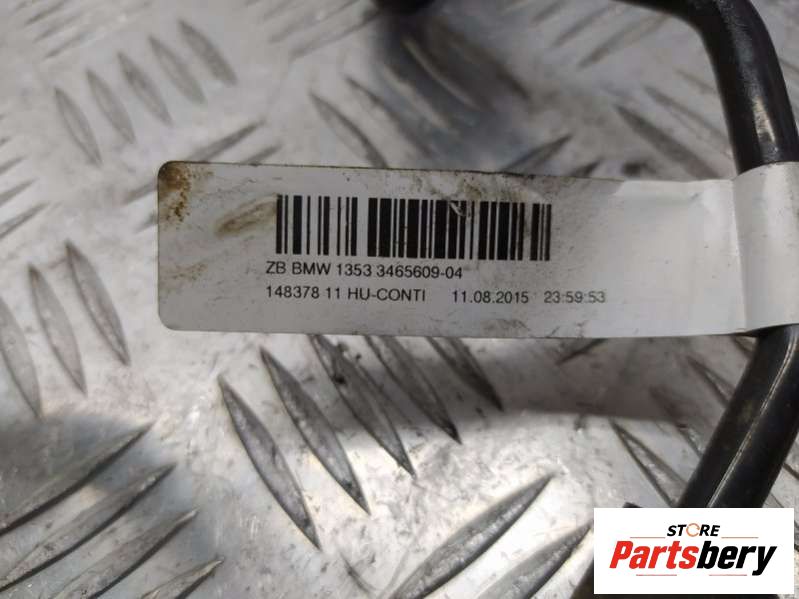 ZB BMW 1353 3465609-04
148378 11 HU-CONTI 11.08.2015 23:59:53
STORE
Partsbery